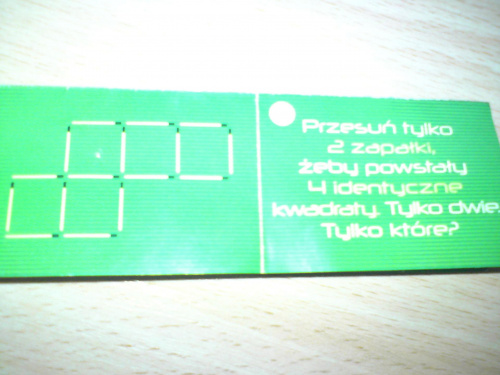 Przesuń tylko
2 zapałki,
żeby powstały
4 identyczne
kwadraty. Tylko dwie.
Tylko które?